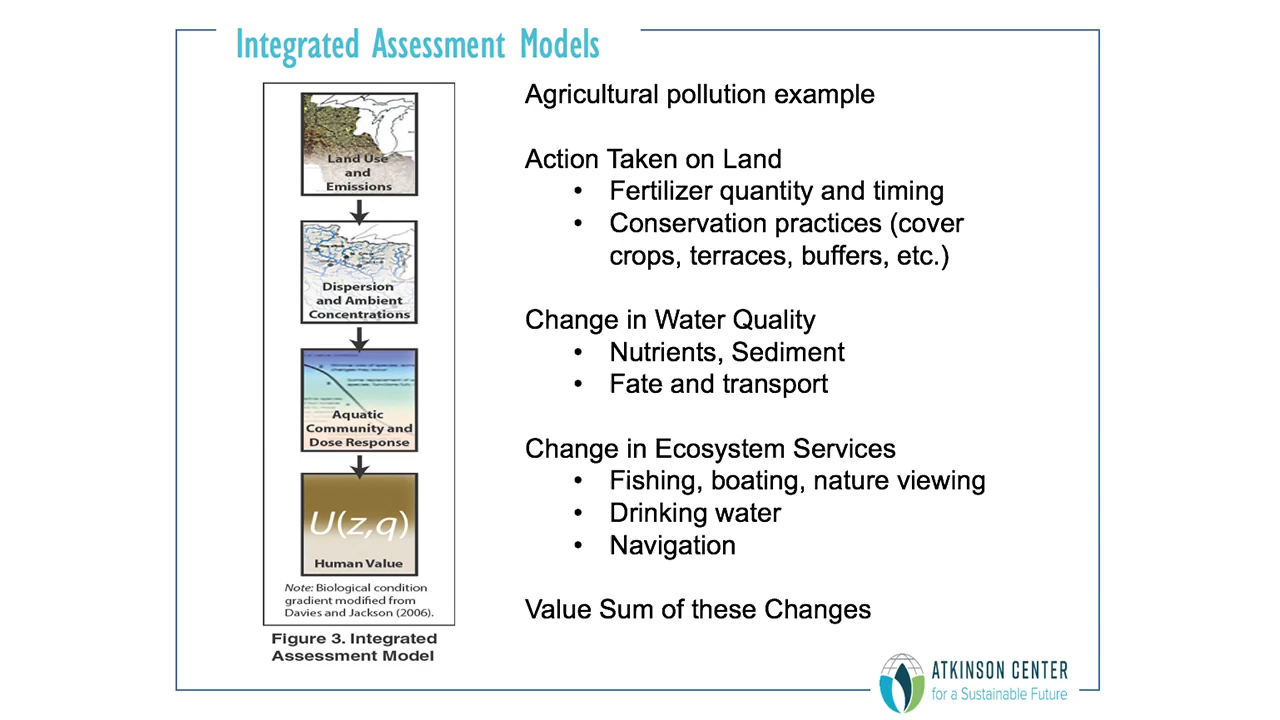 Integrated Assessment Models
Land Use
and
Emissions
Dispersion
and Ambient
Concentrations
Aquatic
Community and
Dose Response
U(z,q)
Human Value
Note: Biological condition
gradient modified from
Davies and Jackson (2006).
Figure 3. Integrated
Assessment Model
Agricultural pollution example
Action Taken on Land
• Fertilizer quantity and timing
• Conservation practices (cover
crops, terraces, buffers, etc.)
Change in Water Quality
• Nutrients, Sediment
• Fate and transport
Change in Ecosystem Services
• Fishing, boating, nature viewing
• Drinking water
• Navigation
Value Sum of these Changes
ATKINSON CENTER
for a Sustainable Future